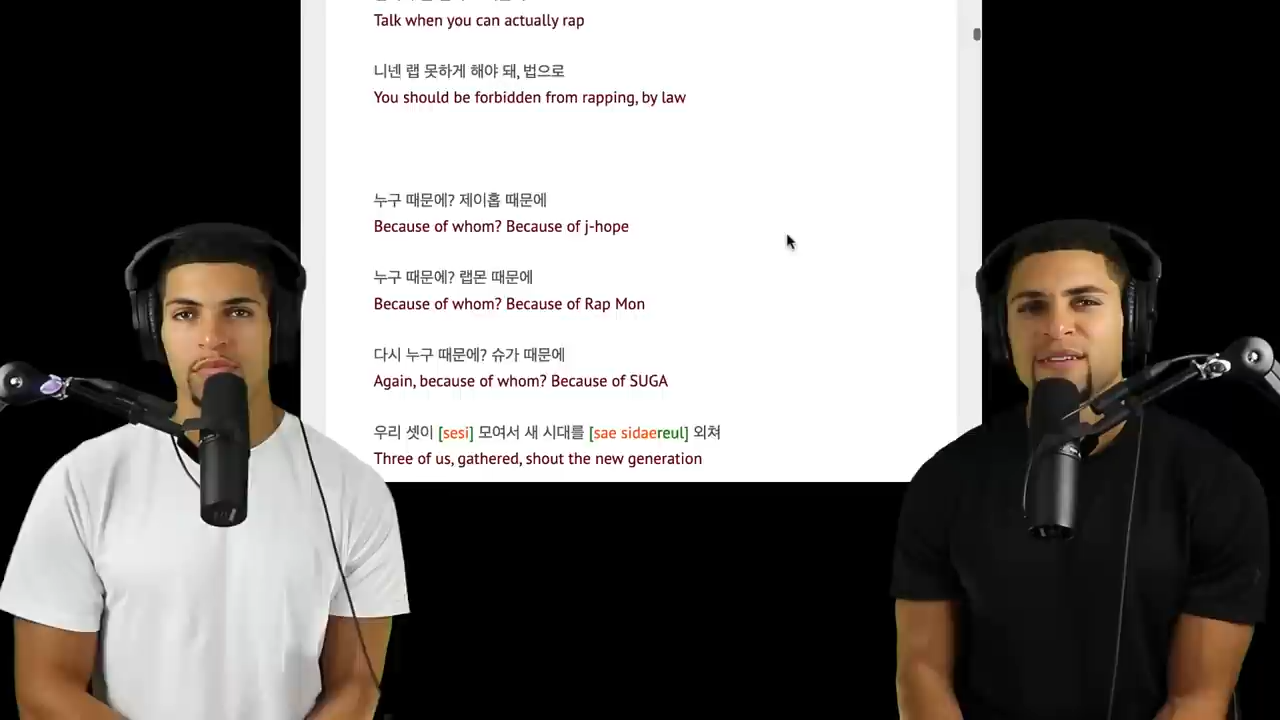 Talk when you can actually rap
니넨 랩 못하게 해야 돼, 법으로
You should be forbidden from rapping, by law
누구 때문에? 제이홉 때문에
Because of whom? Because of j-hope
누구 때문에? 랩몬 때문에
Because of whom? Because of Rap Mon
다시 누구 때문에? 슈가 때문에
Again, because of whom? Because of SUGA
우리 셋이 [sesi] 모여서 새 시대를 [sae sidaereul] 외쳐
Three of us, gathered, shout the new generation